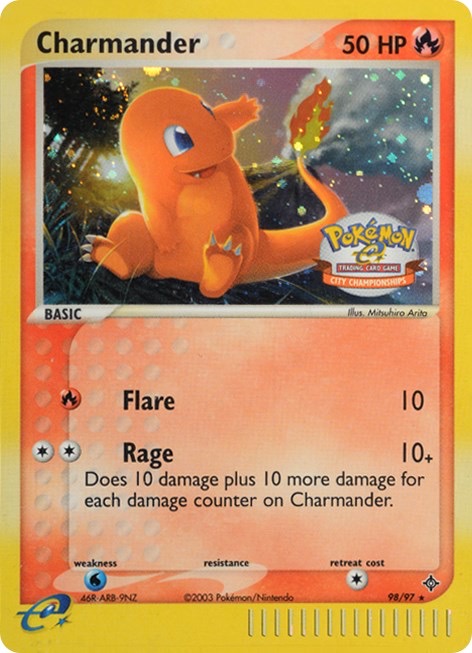 Charmander 50 HP
POKéMON
e
TRADING CARD GAME
CITY CHAMPIONSHIPS
BASIC Illus. Mitsuhiro Arita
Flare 10
Rage 10+
Does 10 damage plus 10 more damage for
each damage counter on Charmander.
weakness resistance retreat cost
46R ARB-9NZ ©2003 Pokémon/Nintendo 98/97 ★
e